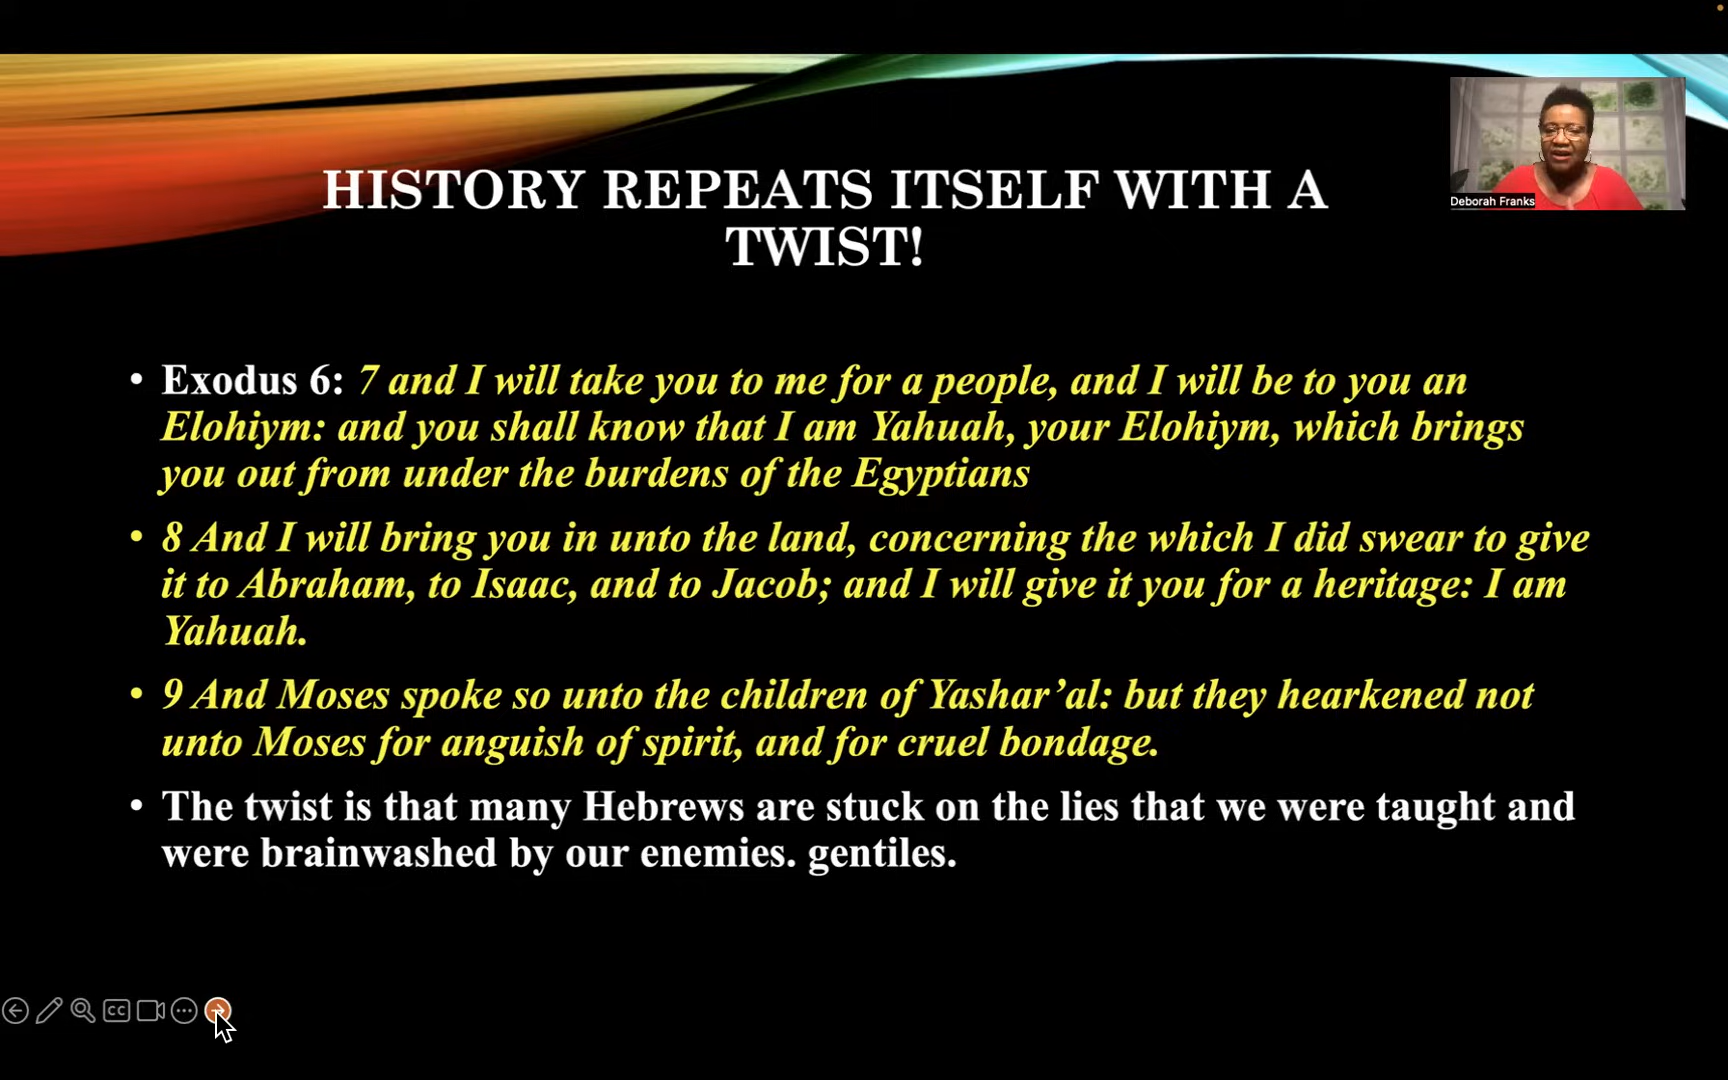 HISTORY REPEATS ITSELF WITH A
TWIST!
Deborah Franks
• Exodus 6: 7 and I will take you to me for a people, and I will be to you an
Elohiym: and you shall know that I am Yahuah, your Elohiym, which brings
you out from under the burdens of the Egyptians
• 8 And I will bring you in unto the land, concerning the which I did swear to give
it to Abraham, to Isaac, and to Jacob; and I will give it you for a heritage: I am
Yahuah.
• 9 And Moses spoke so unto the children of Yashar’al: but they hearkened not
unto Moses for anguish of spirit, and for cruel bondage.
• The twist is that many Hebrews are stuck on the lies that we were taught and
were brainwashed by our enemies. gentiles.
CC